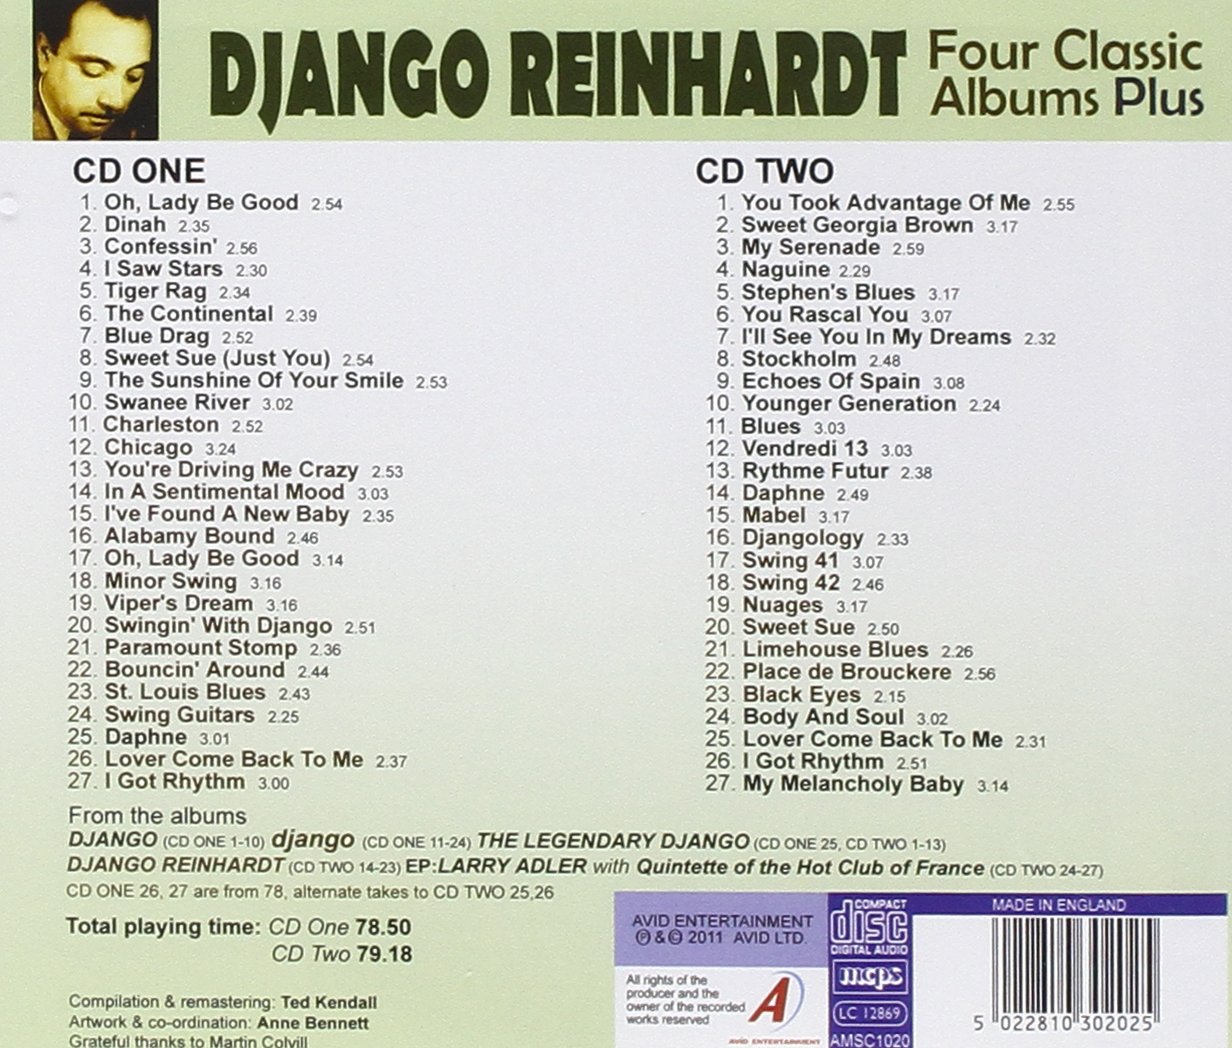 DJANGO REINHARDT Four Classic
Albums Plus
CD ONE
1. Oh, Lady Be Good 2.54
2. Dinah 2.35
3. Confessin' 2.56
4. I Saw Stars 2.30
5. Tiger Rag 2.34
6. The Continental 2.39
7. Blue Drag 2.52
8. Sweet Sue (Just You) 2.54
9. The Sunshine Of Your Smile 2.53
10. Swanee River 3.02
11. Charleston 2.52
12. Chicago 3.24
13. You're Driving Me Crazy 2.53
14. In A Sentimental Mood 3.03
15. I've Found A New Baby 2.35
16. Alabamy Bound 2.46
17. Oh, Lady Be Good 3.14
18. Minor Swing 3.16
19. Viper's Dream 3.16
20. Swingin' With Django 2.51
21. Paramount Stomp 2.36
22. Bouncin' Around 2.44
23. St. Louis Blues 2.43
24. Swing Guitars 2.25
25. Daphne 3.01
26. Lover Come Back To Me 2.37
27. I Got Rhythm 3.00
CD TWO
1. You Took Advantage Of Me 2.55
2. Sweet Georgia Brown 3.17
3. My Serenade 2.59
4. Naguine 2.29
5. Stephen's Blues 3.17
6. You Rascal You 3.07
7. I'll See You In My Dreams 2.32
8. Stockholm 2.48
9. Echoes Of Spain 3.08
10. Younger Generation 2.24
11. Blues 3.03
12. Vendredi 13 3.03
13. Rythme Futur 2.38
14. Daphne 2.49
15. Mabel 3.17
16. Djangology 2.33
17. Swing 41 3.07
18. Swing 42 2.46
19. Nuages 3.17
20. Sweet Sue 2.50
21. Limehouse Blues 2.26
22. Place de Brouckere 2.56
23. Black Eyes 2.15
24. Body And Soul 3.02
25. Lover Come Back To Me 2.31
26. I Got Rhythm 2.51
27. My Melancholy Baby 3.14
From the albums
DJANGO (CD ONE 1-10) django (CD ONE 11-24) THE LEGENDARY DJANGO (CD ONE 25, CD TWO 1-13)
DJANGO REINHARDT (CD TWO 14-23) EP:LARRY ADLER with Quintette of the Hot Club of France (CD TWO 24-27)
CD ONE 26, 27 are from 78, alternate takes to CD TWO 25,26
Total playing time: CD One 78.50
CD Two 79.18
Compilation & remastering: Ted Kendall
Artwork & co-ordination: Anne Bennett
Grateful thanks to Martin Colvill
AVID ENTERTAINMENT
℗ & © 2011 AVID LTD.
All rights of the
producer and the
owner of the recorded
works reserved
A
AVID ENTERTAINMENT
COMPACT
disc
DIGITAL AUDIO
mcps
LC 12869
AMSC1020
MADE IN ENGLAND
5 022810 302025